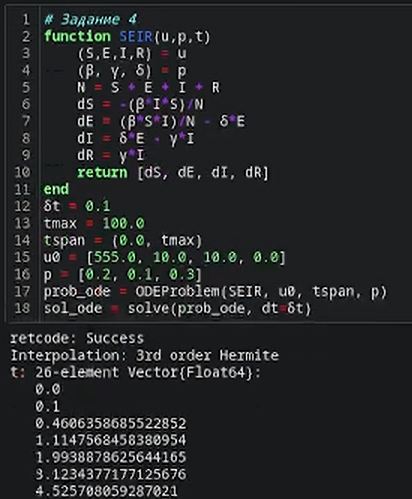 1 # Задание 4
2 function SEIR(u,p,t)
3 (S,E,I,R) = u
4 (β, γ, δ) = p
5 N = S + E + I + R
6 dS = -(β*I*S)/N
7 dE = (β*S*I)/N - δ*E
8 dI = δ*E - γ*I
9 dR = γ*I
10 return [dS, dE, dI, dR]
11 end
12 δt = 0.1
13 tmax = 100.0
14 tspan = (0.0, tmax)
15 u0 = [555.0, 10.0, 10.0, 0.0]
16 p = [0.2, 0.1, 0.3]
17 prob_ode = ODEProblem(SEIR, u0, tspan, p)
18 sol_ode = solve(prob_ode, dt=δt)
retcode: Success
Interpolation: 3rd order Hermite
t: 26-element Vector{Float64}:
0.0
0.1
0.4606358685522852
1.1147568458380954
1.9938878625644165
3.1234377177125676
4.525708059287021